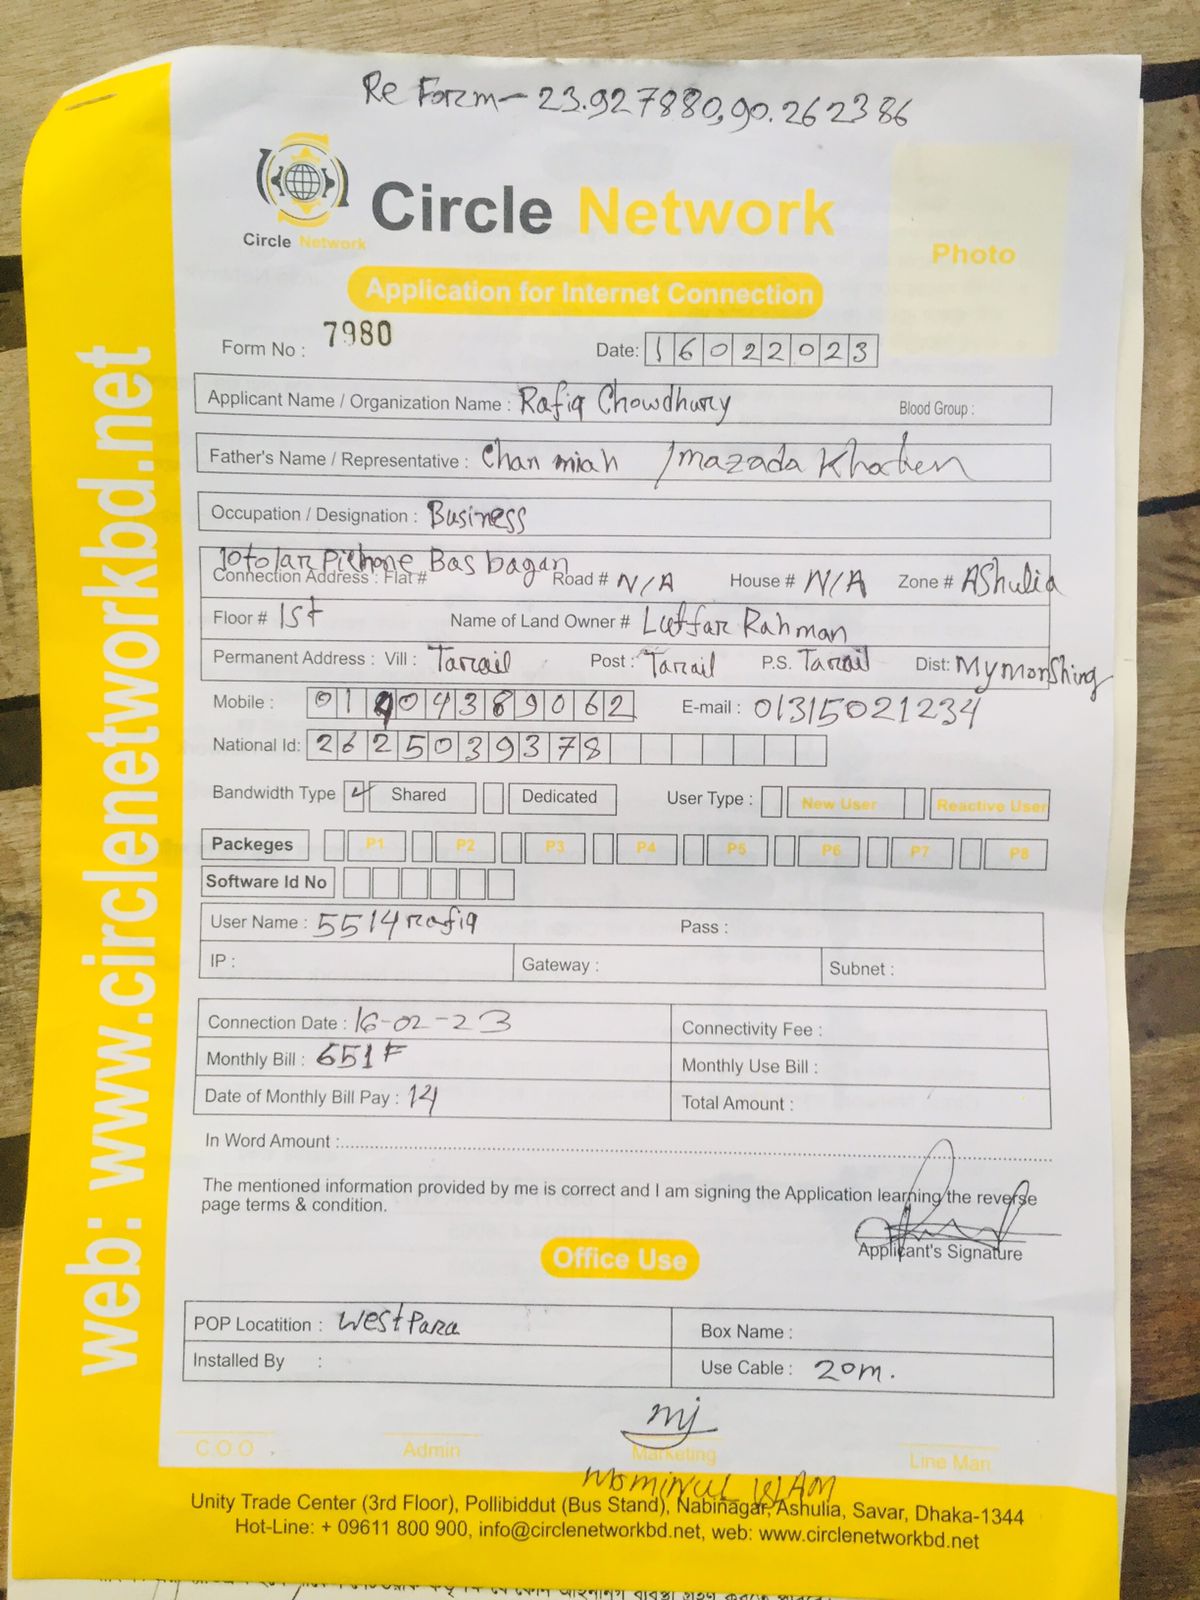 Re Form - 23.927880,90.262386
Circle Network
Circle Network
Photo
Application for Internet Connection
Form No : 7980
Date: 16022023
Applicant Name / Organization Name : Rafiq Chowdhury Blood Group :
Father's Name / Representative : Chan miah / mazada Khatun
Occupation / Designation : Business
Connection Address : Flat # Bas bagan Road # N/A House # N/A Zone # AShulia
Floor # 1st Name of Land Owner # Lutfar Rahman
Permanent Address : Vill : Tarail Post : Tarail P.S. Tarail Dist: MymonShing
Mobile : 01904389062 E-mail : 01315021234
National Id: 2625039378
Bandwidth Type Shared Dedicated User Type : New User Reactive User
Packeges P1 P2 P3 P4 P5 P6 P7 P8
Software Id No
User Name : 5514rafiq Pass :
IP : Gateway : Subnet :
Connection Date : 16-02-23 Connectivity Fee :
Monthly Bill : 651F Monthly Use Bill :
Date of Monthly Bill Pay : 14 Total Amount :
In Word Amount :
The mentioned information provided by me is correct and I am signing the Application learning the reverse
page terms & condition.
Applicant's Signature
Office Use
POP Locatition : West Para Box Name :
Installed By : Use Cable : 20m.
mj
C.O.O Admin Marketing Line Man
Mominul
Unity Trade Center (3rd Floor), Pollibiddut (Bus Stand), Nabinagar, Ashulia, Savar, Dhaka-1344
Hot-Line: + 09611 800 900, info@circlenetworkbd.net, web: www.circlenetworkbd.net
web: www.circlenetworkbd.net